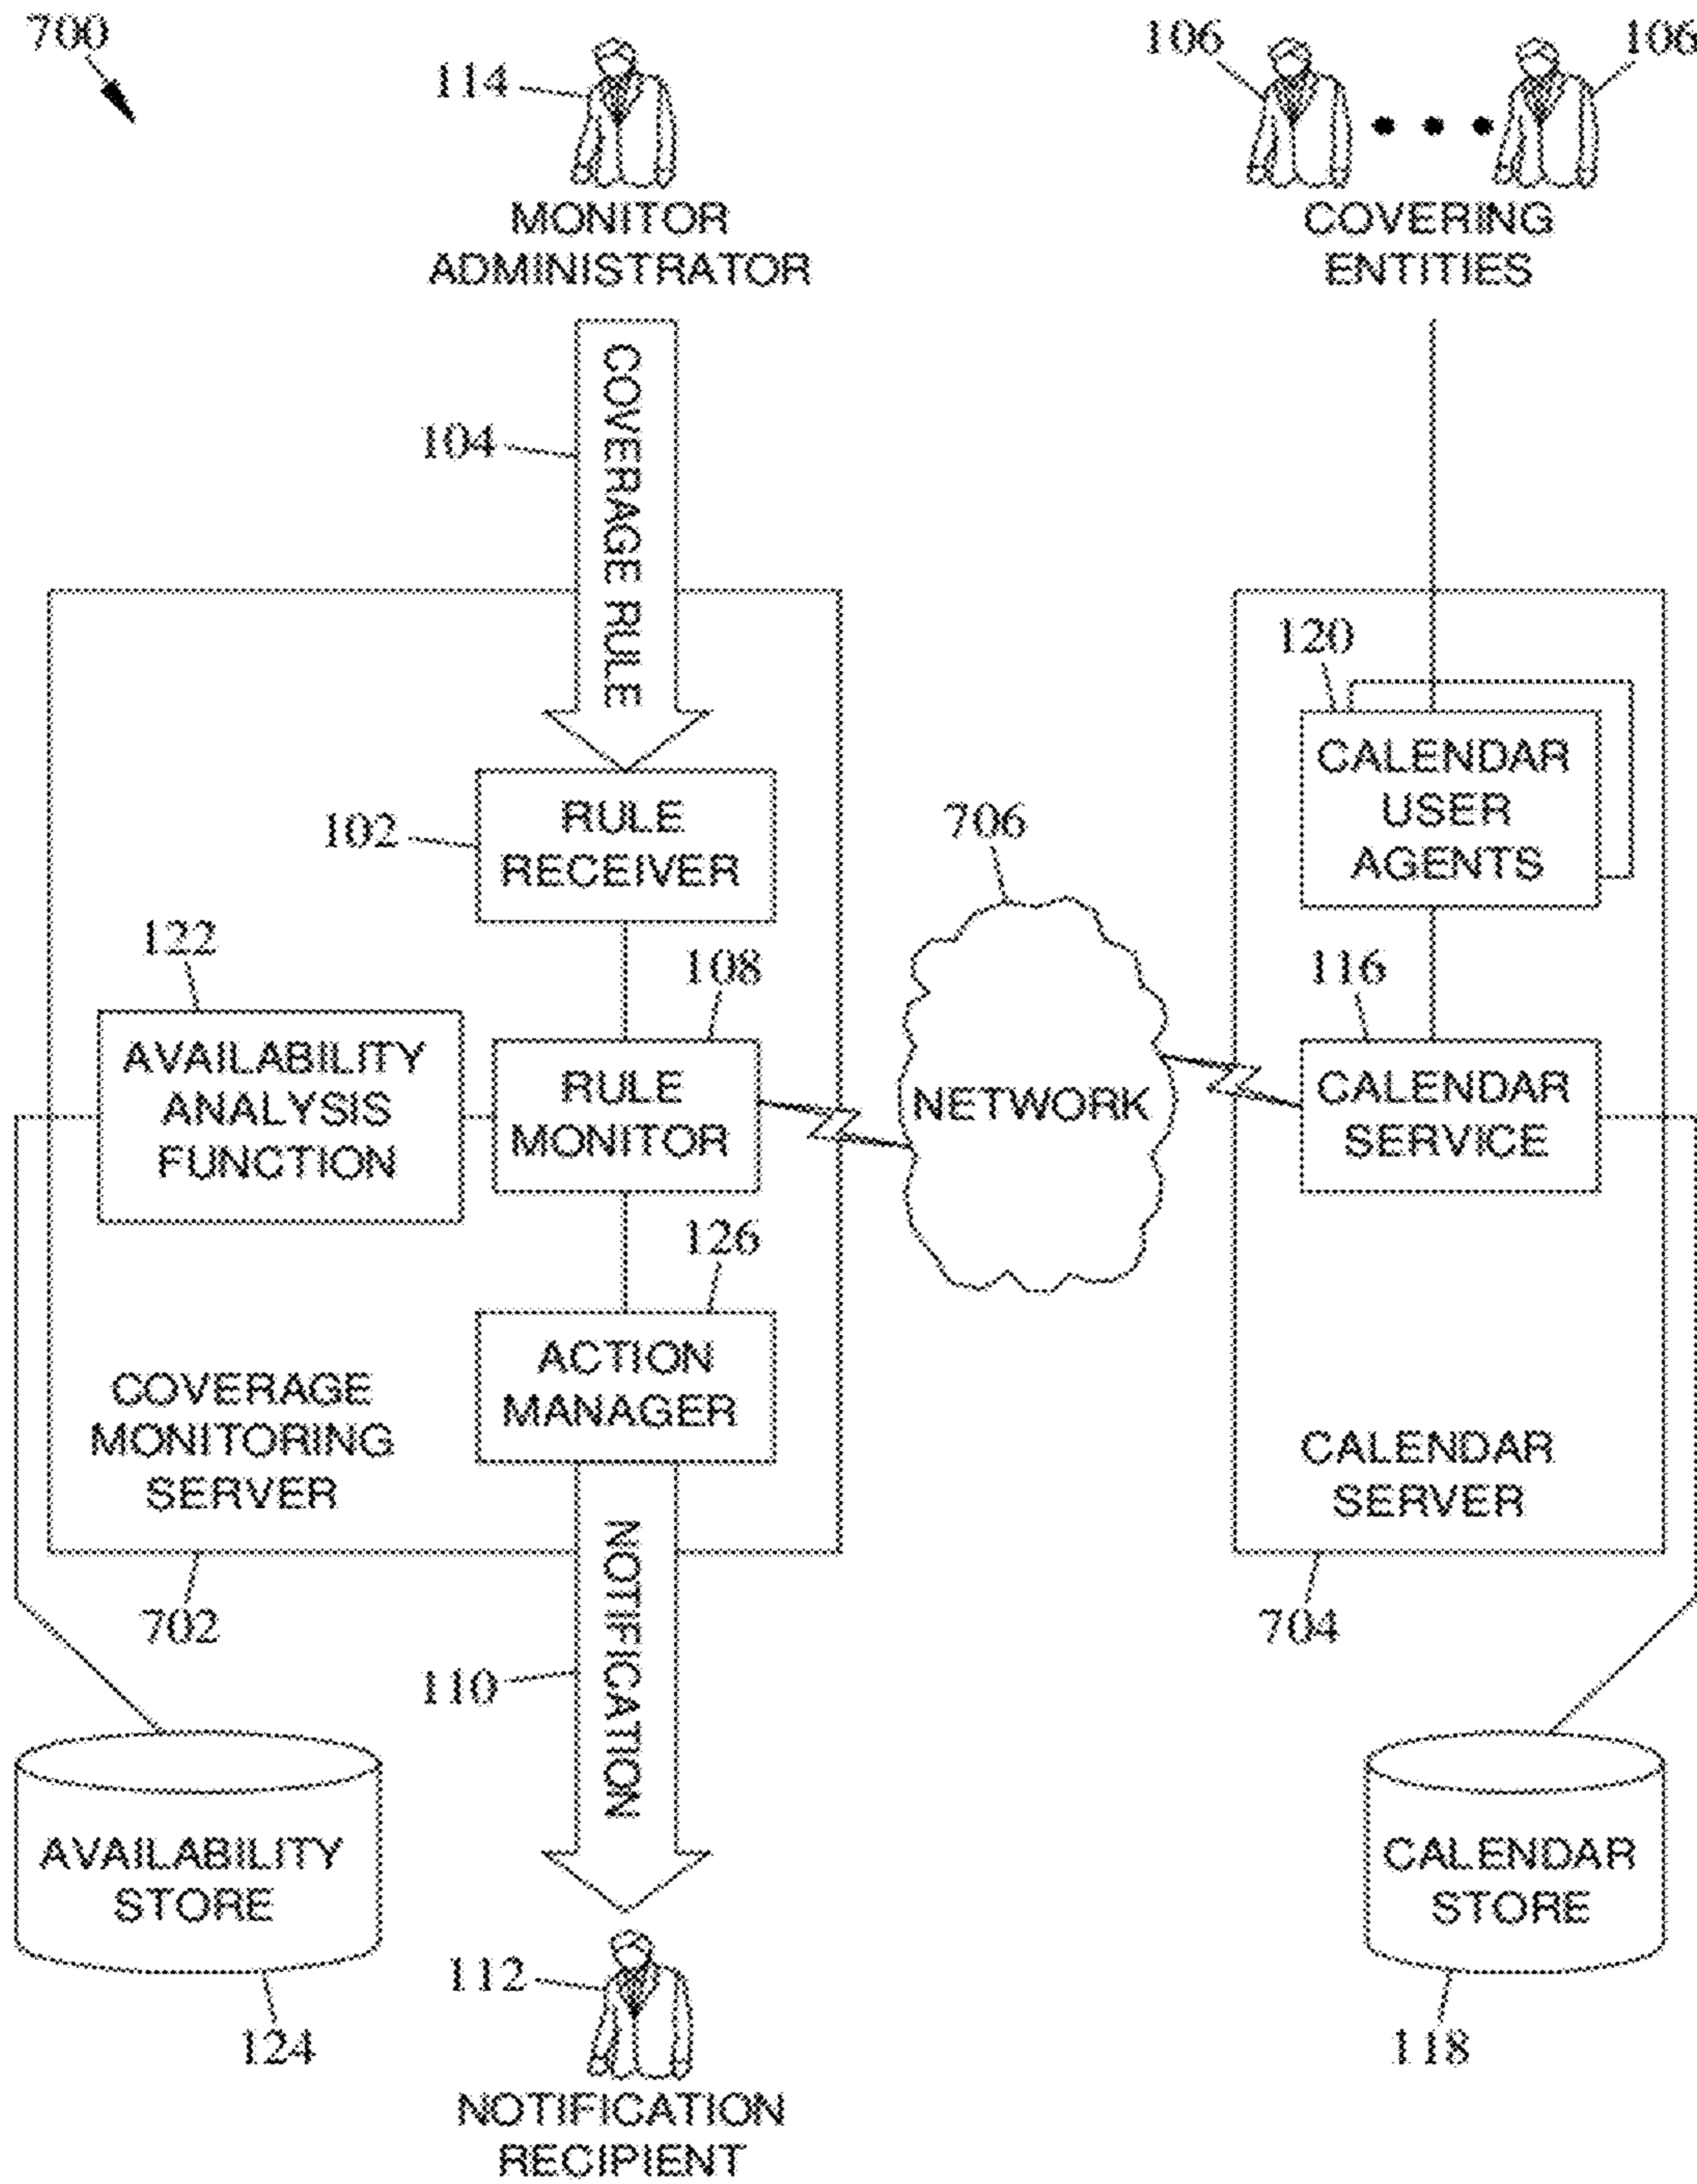 700
114
106
106
MONITOR
ADMINISTRATOR
COVERING
ENTITIES
104
COVERAGE RULE
120
CALENDAR
USER
AGENTS
102
RULE
RECEIVER
706
122
108
116
AVAILABILITY
ANALYSIS
FUNCTION
RULE
MONITOR
NETWORK
CALENDAR
SERVICE
126
ACTION
MANAGER
COVERAGE
MONITORING
SERVER
CALENDAR
SERVER
702
704
110
NOTIFICATION
AVAILABILITY
STORE
CALENDAR
STORE
112
124
118
NOTIFICATION
RECIPIENT